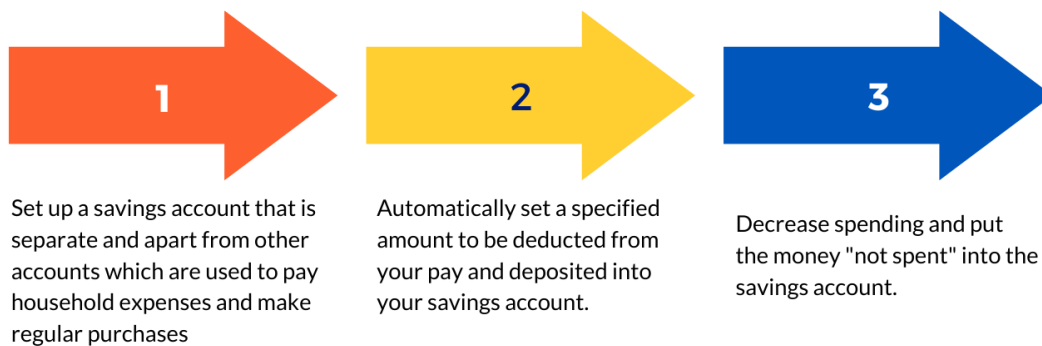 1
Set up a savings account that is
separate and apart from other
accounts which are used to pay
household expenses and make
regular purchases
2
Automatically set a specified
amount to be deducted from
your pay and deposited into
your savings account.
3
Decrease spending and put
the money "not spent" into the
savings account.